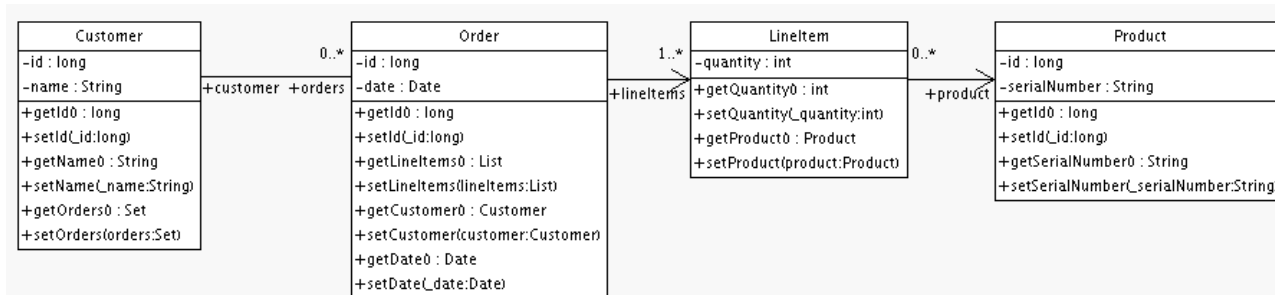 Customer
-id : long
-name : String
+getId() : long
+setId(_id:long)
+getName() : String
+setName(_name:String)
+getOrders() : Set
+setOrders(orders:Set)
0..*
+customer +orders
Order
-id : long
-date : Date
+getId() : long
+setId(_id:long)
+getLineItems() : List
+setLineItems(lineItems:List)
+getCustomer() : Customer
+setCustomer(customer:Customer)
+getDate() : Date
+setDate(_date:Date)
1..*
+lineItems
LineItem
-quantity : int
+getQuantity() : int
+setQuantity(_quantity:int)
+getProduct() : Product
+setProduct(product:Product)
0..*
+product
Product
-id : long
-serialNumber : String
+getId() : long
+setId(_id:long)
+getSerialNumber() : String
+setSerialNumber(_serialNumber:String)